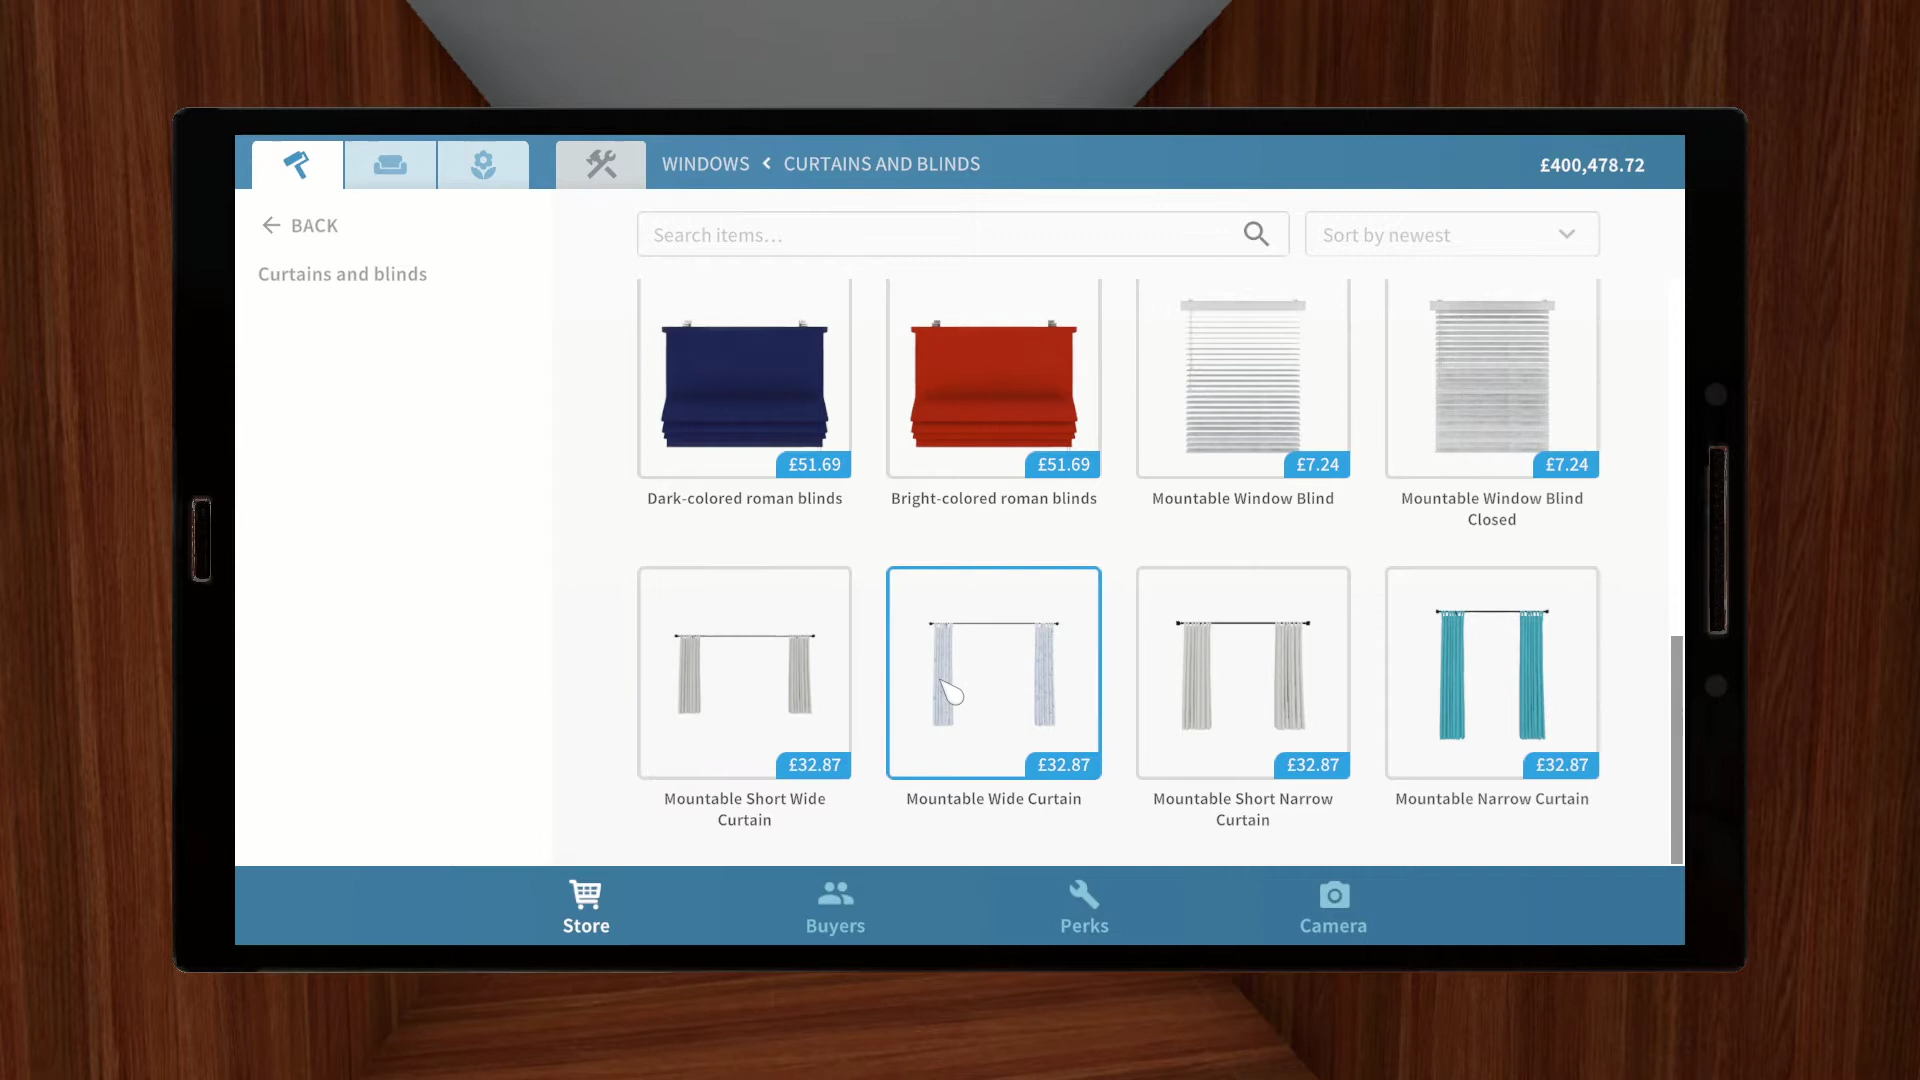 WINDOWS < CURTAINS AND BLINDS
£400,478.72
BACK
Curtains and blinds
Search items...
Sort by newest
£51.69
£51.69
£7.24
£7.24
Dark-colored roman blinds
Bright-colored roman blinds
Mountable Window Blind
Mountable Window Blind
Closed
£32.87
£32.87
£32.87
£32.87
Mountable Short Wide
Curtain
Mountable Wide Curtain
Mountable Short Narrow
Curtain
Mountable Narrow Curtain
Store
Buyers
Perks
Camera